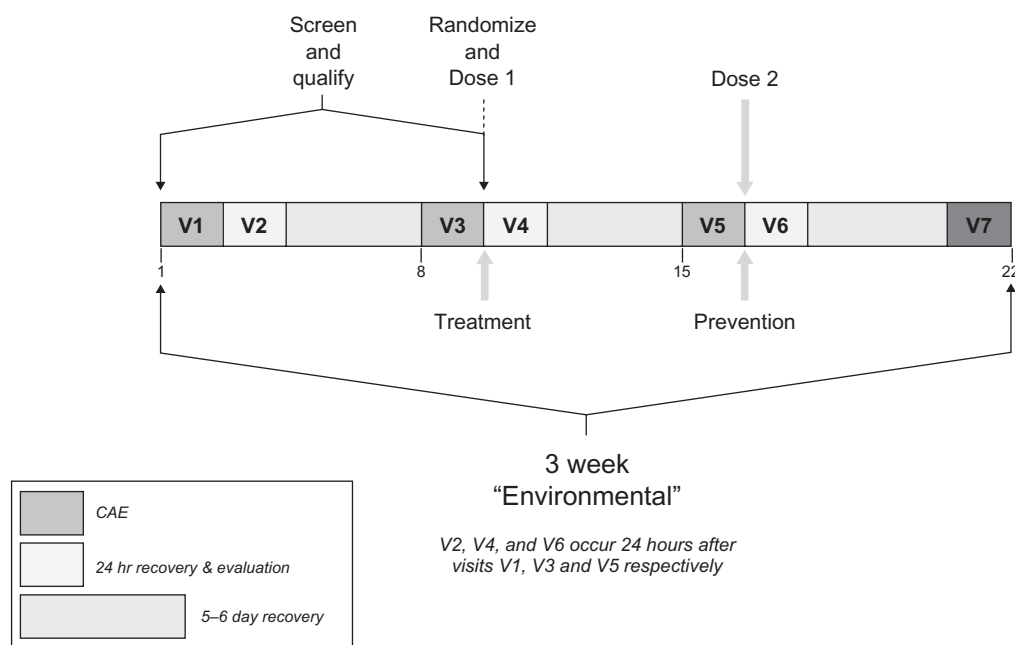 Screen
and
qualify
Randomize
and
Dose 1
Dose 2
V1 V2 V3 V4 V5 V6 V7
1 8 15 22
Treatment
Prevention
3 week
“Environmental”
V2, V4, and V6 occur 24 hours after
visits V1, V3 and V5 respectively
CAE
24 hr recovery & evaluation
5–6 day recovery